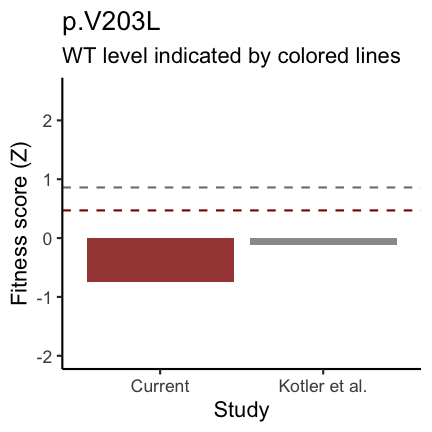 p.V203L
WT level indicated by colored lines
Fitness score (Z)
2
1
0
-1
-2
Current
Kotler et al.
Study